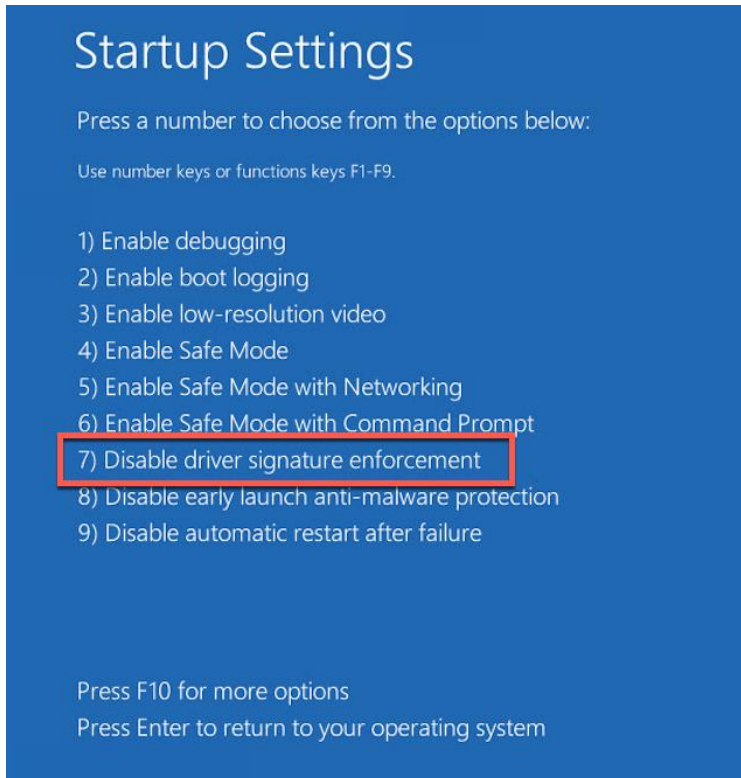 Startup Settings
Press a number to choose from the options below:
Use number keys or functions keys F1-F9.
1) Enable debugging
2) Enable boot logging
3) Enable low-resolution video
4) Enable Safe Mode
5) Enable Safe Mode with Networking
6) Enable Safe Mode with Command Prompt
7) Disable driver signature enforcement
8) Disable early launch anti-malware protection
9) Disable automatic restart after failure
Press F10 for more options
Press Enter to return to your operating system